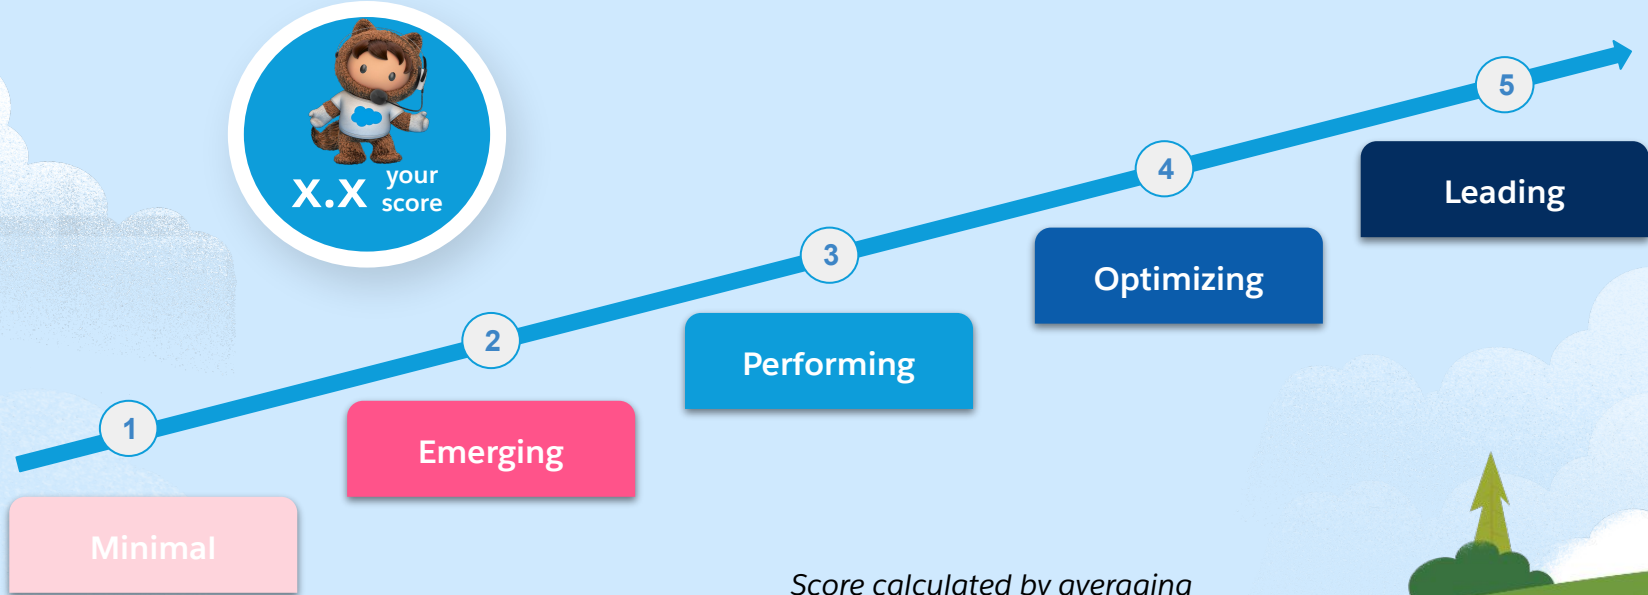 x.x your score
5
Leading
4
Optimizing
3
Performing
2
Emerging
1
Minimal
Score calculated by averaging